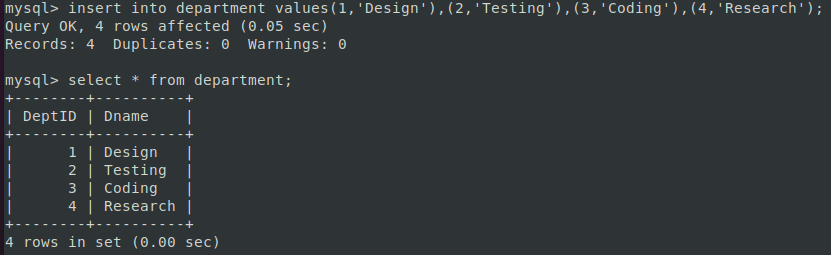 mysql> insert into department values(1,'Design'),(2,'Testing'),(3,'Coding'),(4,'Research');
Query OK, 4 rows affected (0.05 sec)
Records: 4  Duplicates: 0  Warnings: 0

mysql> select * from department;
+--------+----------+
| DeptID | Dname    |
+--------+----------+
|      1 | Design   |
|      2 | Testing  |
|      3 | Coding   |
|      4 | Research |
+--------+----------+
4 rows in set (0.00 sec)